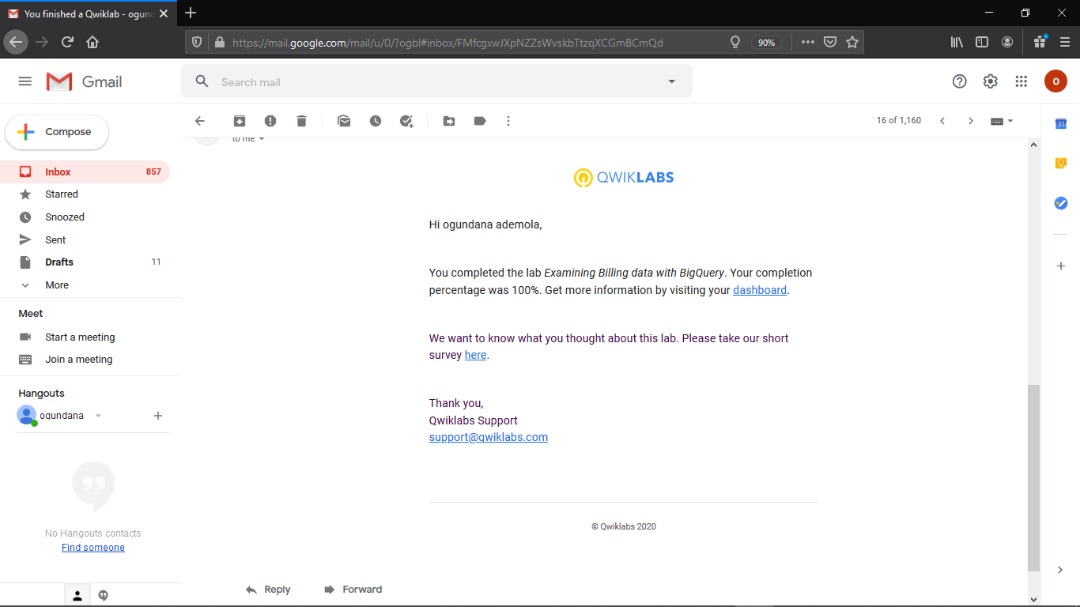 You finished a Qwiklab - ogund
https://mail.google.com/mail/u/0/?ogbl#inbox/FMfcgxwJXpNZZsWvskbTtzqXCGmBCmQd
90%
Gmail
Search mail
O
Compose
16 of 1,160
to me
Inbox 857
Starred
Snoozed
Sent
Drafts 11
More
Meet
Start a meeting
Join a meeting
Hangouts
ogundana
No Hangouts contacts
Find someone
QWIKLABS
Hi ogundana ademola,
You completed the lab Examining Billing data with BigQuery. Your completion
percentage was 100%. Get more information by visiting your dashboard.
We want to know what you thought about this lab. Please take our short
survey here.
Thank you,
Qwiklabs Support
support@qwiklabs.com
© Qwiklabs 2020
Reply
Forward